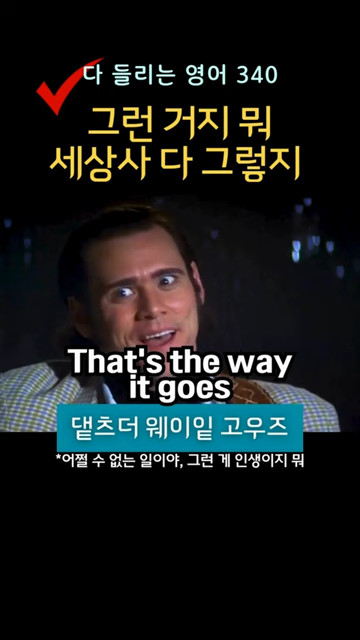 다 들리는 영어 340
그런 거지 뭐
세상사 다 그렇지
That's the way
it goes
댙츠더 웨이잍 고우즈
*어쩔 수 없는 일이야, 그런 게 인생이지 뭐